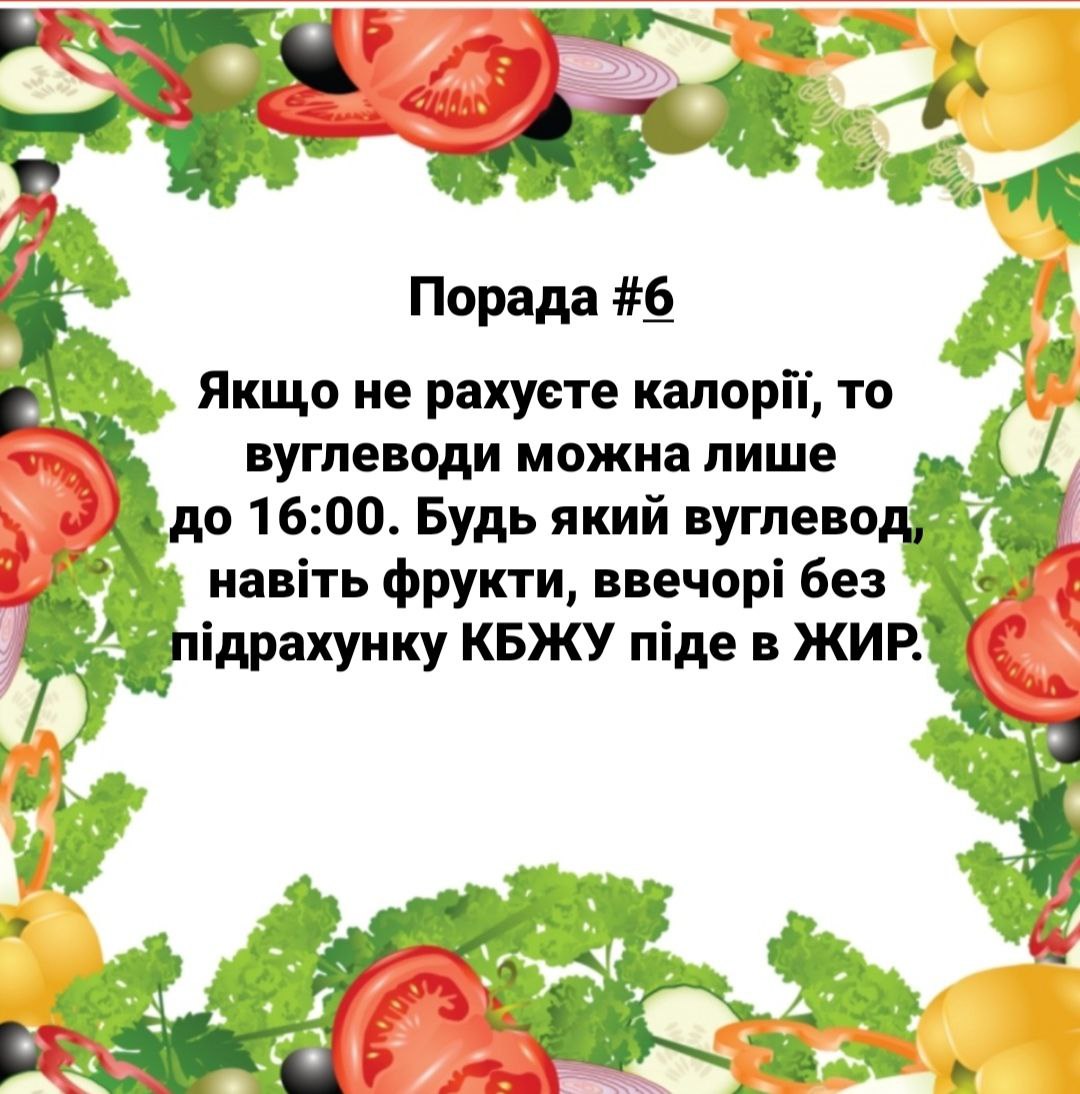 Порада #6
Якщо не рахуєте калорії, то
вуглеводи можна лише
до 16:00. Будь який вуглевод,
навіть фрукти, ввечорі без
підрахунку КБЖУ піде в ЖИР.